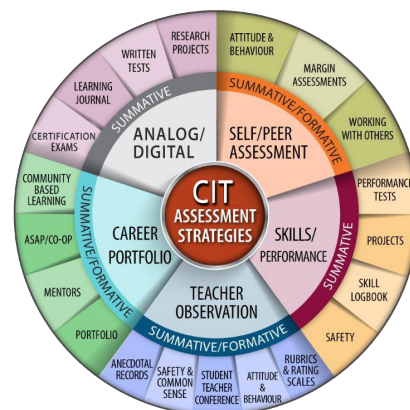 CIT
ASSESSMENT
STRATEGIES
ANALOG/
DIGITAL
SELF/PEER
ASSESSMENT
SKILLS/
PERFORMANCE
TEACHER
OBSERVATION
CAREER
PORTFOLIO
SUMMATIVE
SUMMATIVE/FORMATIVE
SUMMATIVE
SUMMATIVE/FORMATIVE
SUMMATIVE/FORMATIVE
CERTIFICATION
EXAMS
LEARNING
JOURNAL
WRITTEN
TESTS
RESEARCH
PROJECTS
ATTITUDE &
BEHAVIOUR
MARGIN
ASSESSMENTS
WORKING
WITH OTHERS
PERFORMANCE
TESTS
PROJECTS
SKILL
LOGBOOK
SAFETY
RUBRICS
& RATING
SCALES
ATTITUDE
&
BEHAVIOUR
STUDENT
TEACHER
CONFERENCE
SAFETY &
COMMON
SENSE
ANECDOTAL
RECORDS
PORTFOLIO
MENTORS
ASAP/CO-OP
COMMUNITY
BASED
LEARNING